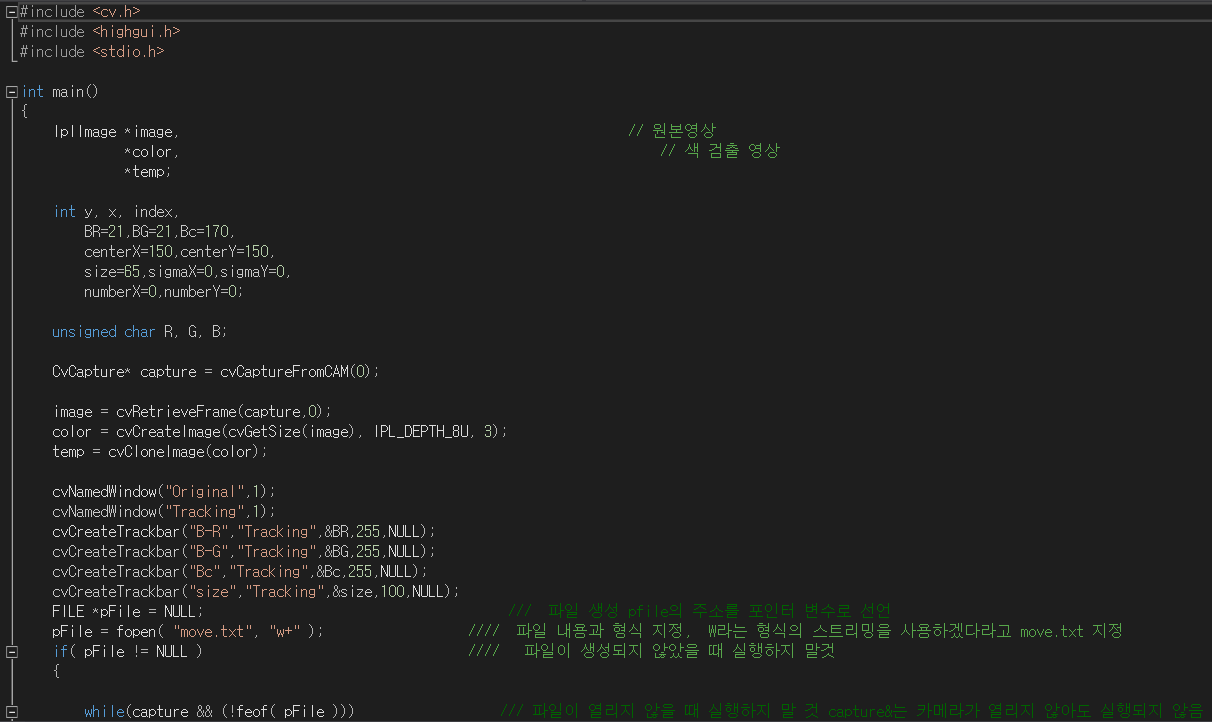 #include <cv.h>
#include <highgui.h>
#include <stdio.h>
int main()
{
IplImage *image, // 원본영상
*color, // 색 검출 영상
*temp;
int y, x, index,
BR=21,BG=21,Bc=170,
centerX=150,centerY=150,
size=65,sigmaX=0,sigmaY=0,
numberX=0,numberY=0;
unsigned char R, G, B;
CvCapture* capture = cvCaptureFromCAM(0);
image = cvRetrieveFrame(capture,0);
color = cvCreateImage(cvGetSize(image), IPL_DEPTH_8U, 3);
temp = cvCloneImage(color);
cvNamedWindow("Original",1);
cvNamedWindow("Tracking",1);
cvCreateTrackbar("B-R","Tracking",&BR,255,NULL);
cvCreateTrackbar("B-G","Tracking",&BG,255,NULL);
cvCreateTrackbar("Bc","Tracking",&Bc,255,NULL);
cvCreateTrackbar("size","Tracking",&size,100,NULL);
FILE *pFile = NULL; /// 파일 생성 pfile의 주소를 포인터 변수로 선언
pFile = fopen( "move.txt", "w+" ); //// 파일 내용과 형식 지정, W라는 형식의 스트리밍을 사용하겠다라고 move.txt 지정
if( pFile != NULL ) //// 파일이 생성되지 않았을 때 실행하지 말것
{
while(capture && (!feof( pFile ))) /// 파일이 열리지 않을 때 실행하지 말 것 capture&는 카메라가 열리지 않아도 실행되지 않음